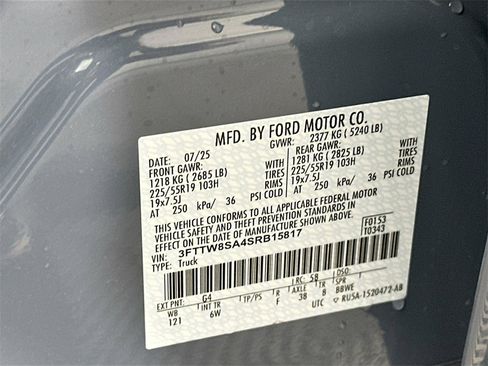 MFD. BY FORD MOTOR CO.
DATE: 07/25 GVWR: 2377 KG ( 5240 LB)
FRONT GAWR: REAR GAWR:
1218 KG ( 2685 LB) WITH 1281 KG ( 2825 LB) WITH
225/55R19 103H TIRES 225/55R19 103H TIRES
19x7.5J RIMS 19x7.5J RIMS
AT 250 kPa/ 36 PSI COLD AT 250 kPa/ 36 PSI COLD
THIS VEHICLE CONFORMS TO ALL APPLICABLE FEDERAL MOTOR
VEHICLE SAFETY AND THEFT PREVENTION STANDARDS IN
EFFECT ON THE DATE OF MANUFACTURE SHOWN ABOVE.
VIN: 3FTTW8SA4SRB15817 F0153
TYPE: Truck T0343
EXT PNT: G4 RC: 58 DSO:
WB INT TR TP/PS R AXLE TR
121 6W F 38 8 BBWE
UTC RU5A-1520472-AB